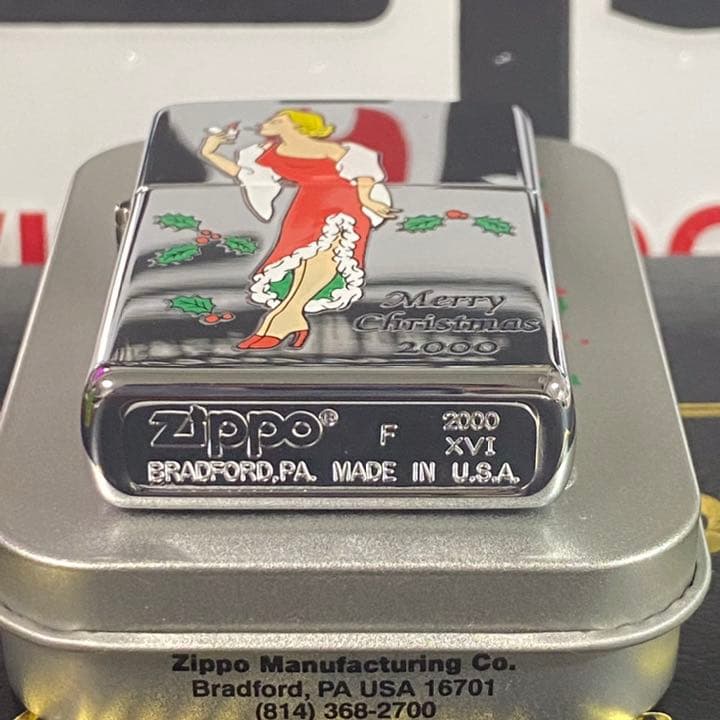 Merry
Christmas
2000
zippo® F 2000
XVI
BRADFORD, PA. MADE IN U.S.A.
Zippo Manufacturing Co.
Bradford, PA USA 16701
(814) 368-2700